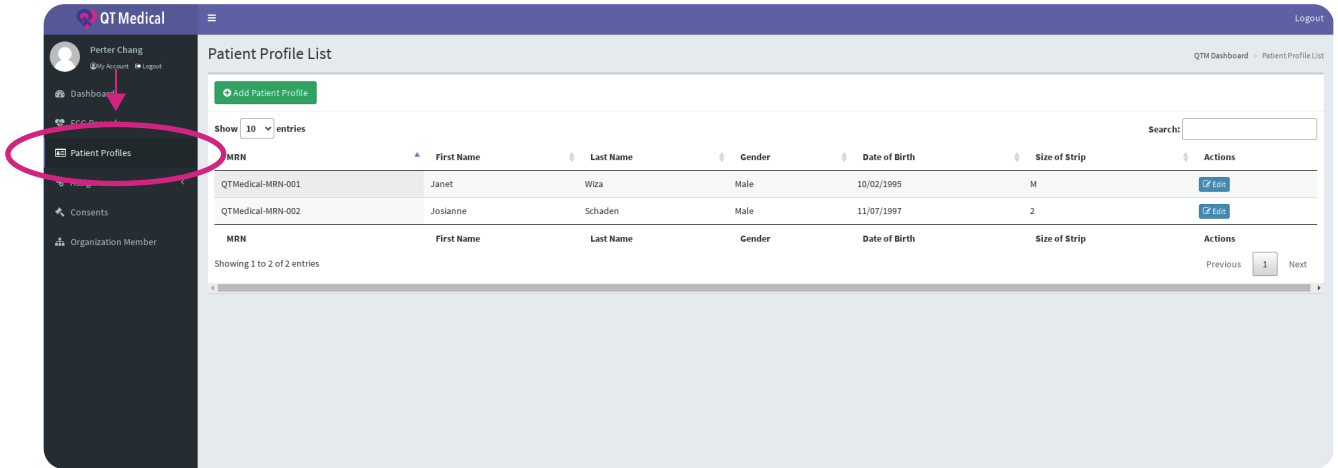 QT Medical
Logout
Perter Chang
My Account Logout
Patient Profile List
QTM Dashboard > Patient Profile List
Dashboard
Add Patient Profile
ECG Records
Show 10 entries
Search:
Patient Profiles
MRN First Name Last Name Gender Date of Birth Size of Strip Actions
QTMedical-MRN-001 Janet Wiza Male 10/02/1995 M Edit
QTMedical-MRN-002 Josianne Schaden Male 11/07/1997 2 Edit
Consents
MRN First Name Last Name Gender Date of Birth Size of Strip Actions
Organization Member
Showing 1 to 2 of 2 entries
Previous 1 Next